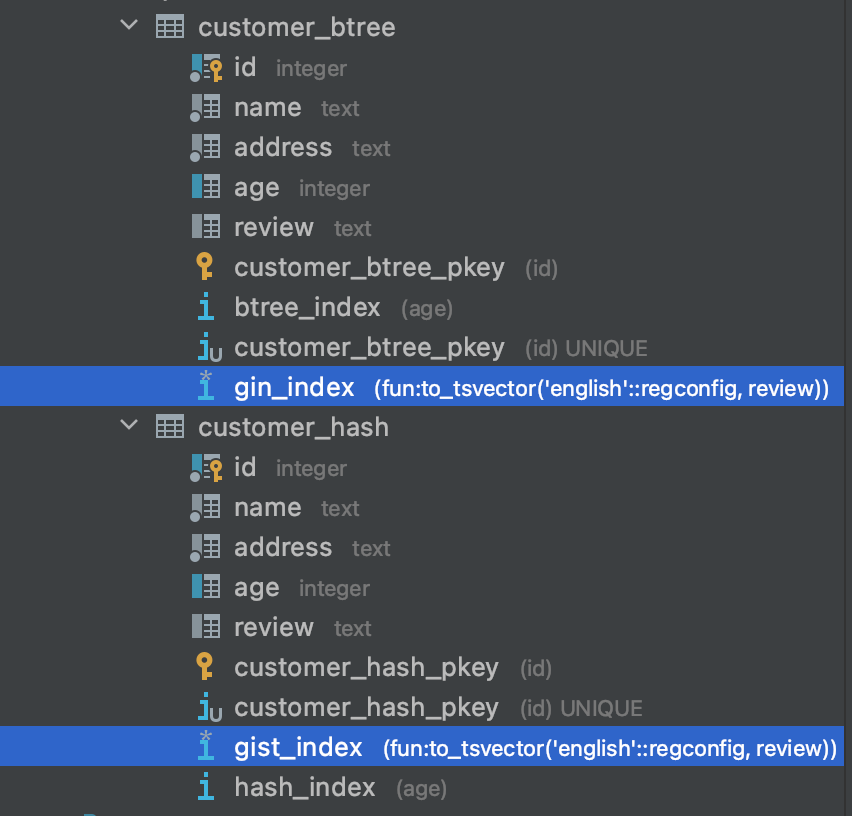 customer_btree
id integer
name text
address text
age integer
review text
customer_btree_pkey (id)
btree_index (age)
customer_btree_pkey (id) UNIQUE
gin_index (fun:to_tsvector('english'::regconfig, review))
customer_hash
id integer
name text
address text
age integer
review text
customer_hash_pkey (id)
customer_hash_pkey (id) UNIQUE
gist_index (fun:to_tsvector('english'::regconfig, review))
hash_index (age)